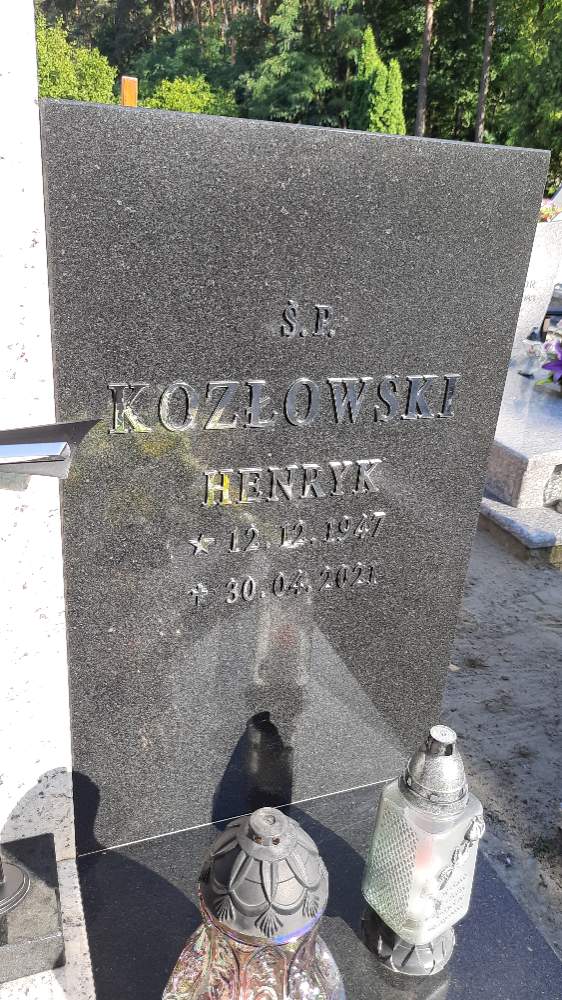 Ś.P.
KOZŁOWSKI
HENRYK
★ 12.12.1947
✝ 30.04.2021